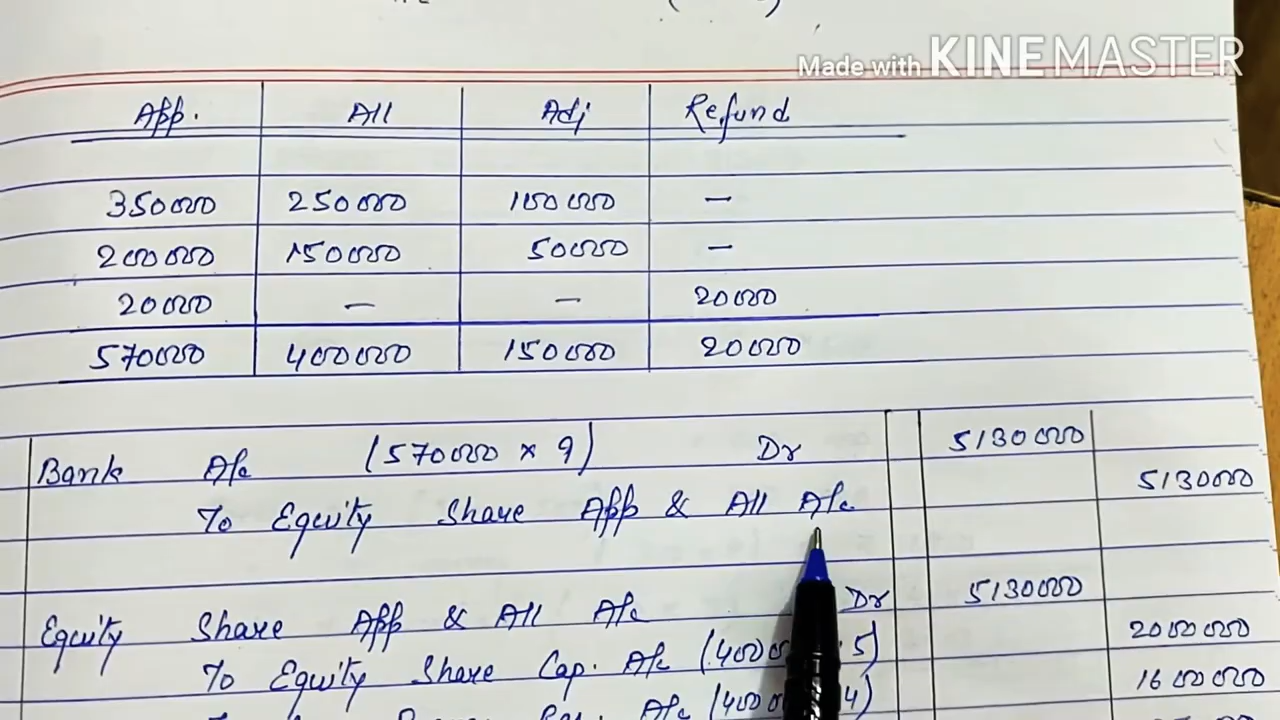 Made with KINEMASTER
App. All Adj Refund
350000 250000 100000 —
200000 150000 50000 —
20000 — — 20000
570000 400000 150000 20000
Bank A/c (570000 × 9) Dr 5130000
To Equity Share App & All A/c 5130000
Equity Share App & All A/c Dr 5130000
To Equity Share Cap. A/c 5) 2000000
A/c 4) 1600000